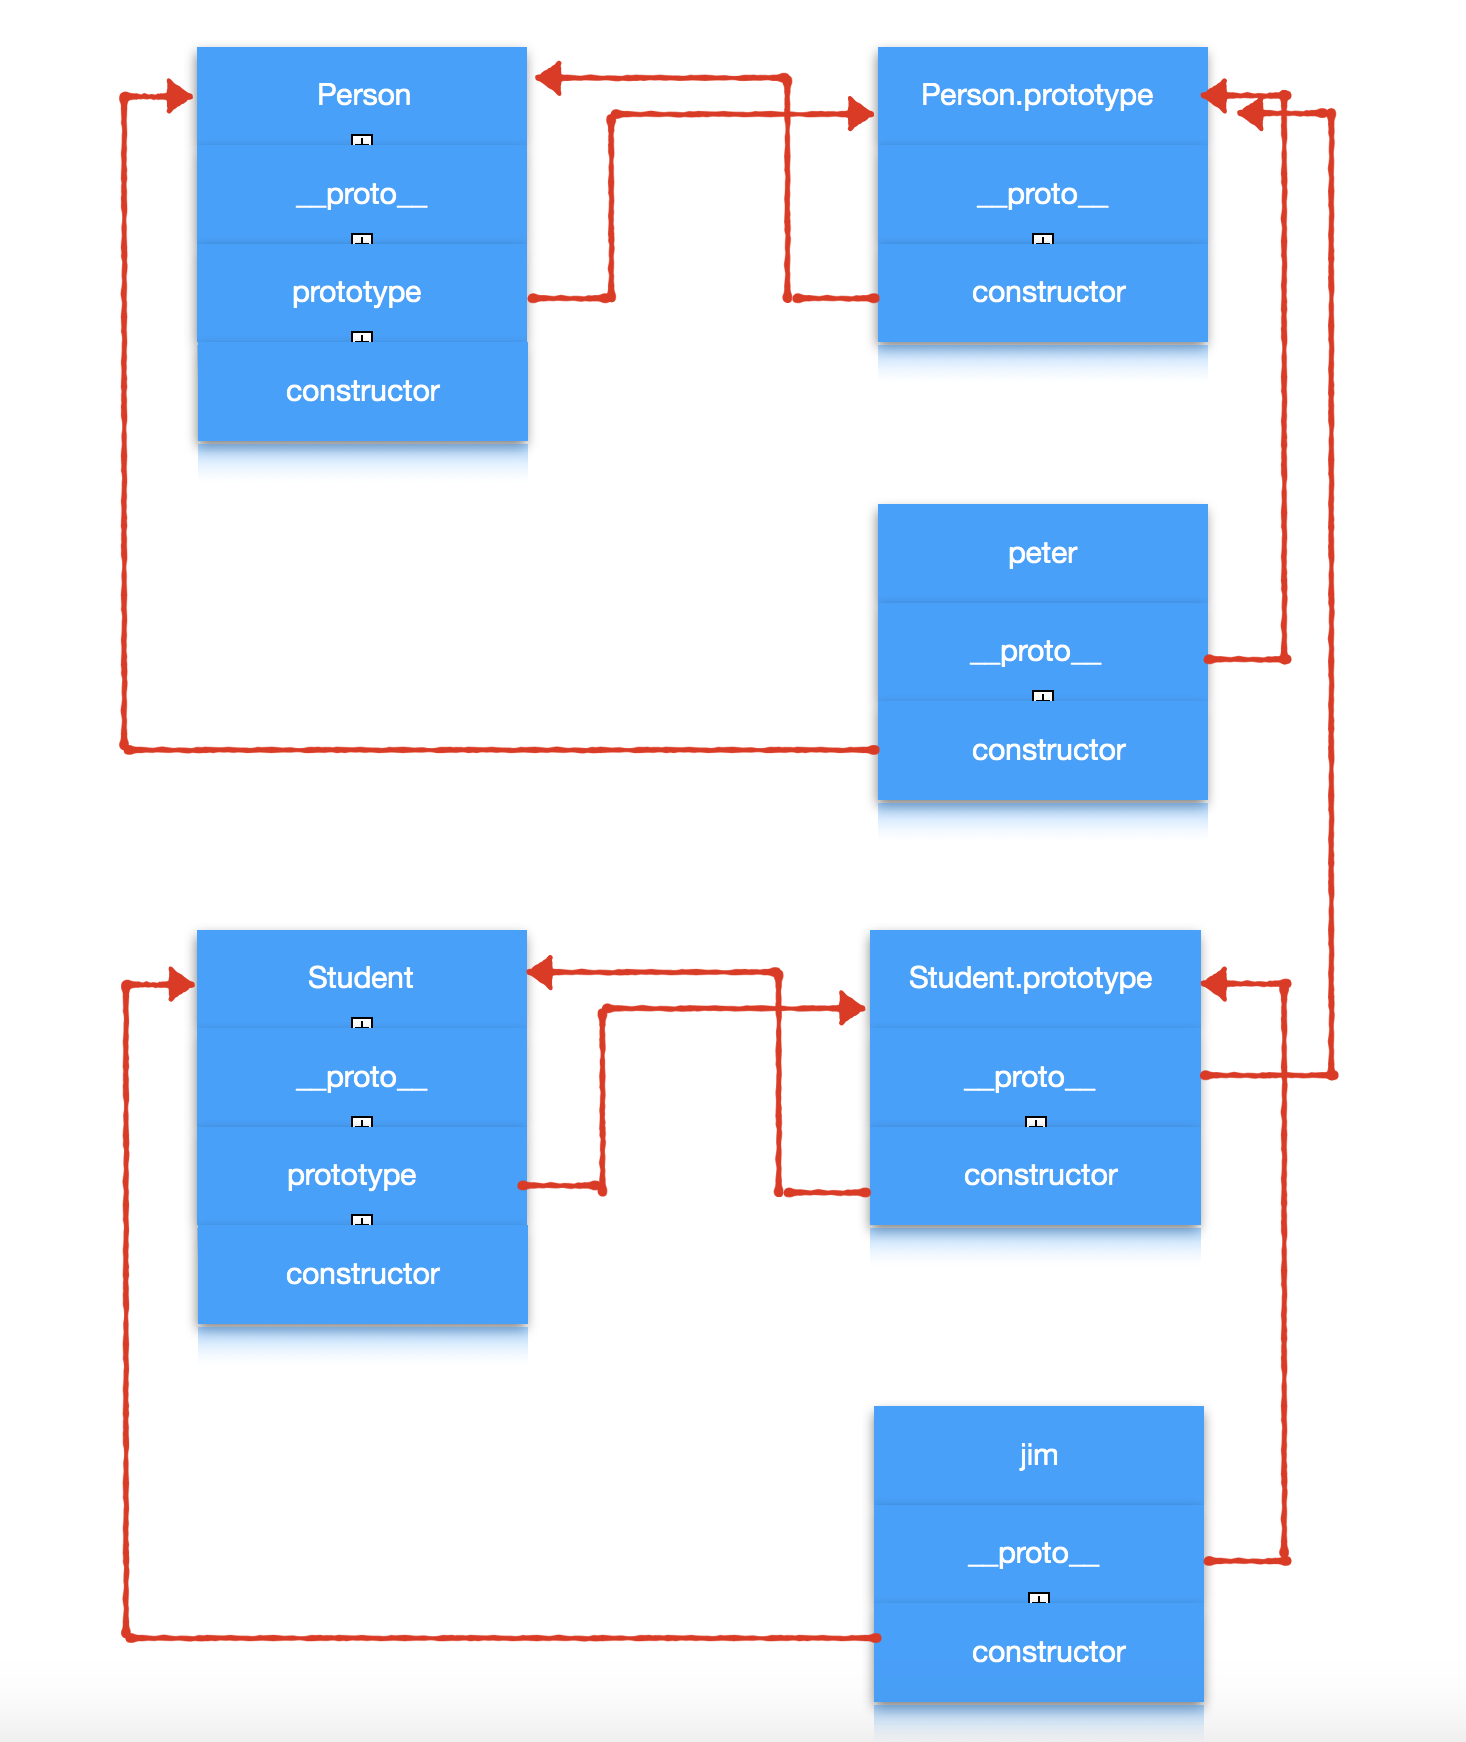 Person
__proto__
prototype
constructor
Person.prototype
__proto__
constructor
peter
__proto__
constructor
Student
__proto__
prototype
constructor
Student.prototype
__proto__
constructor
jim
__proto__
constructor